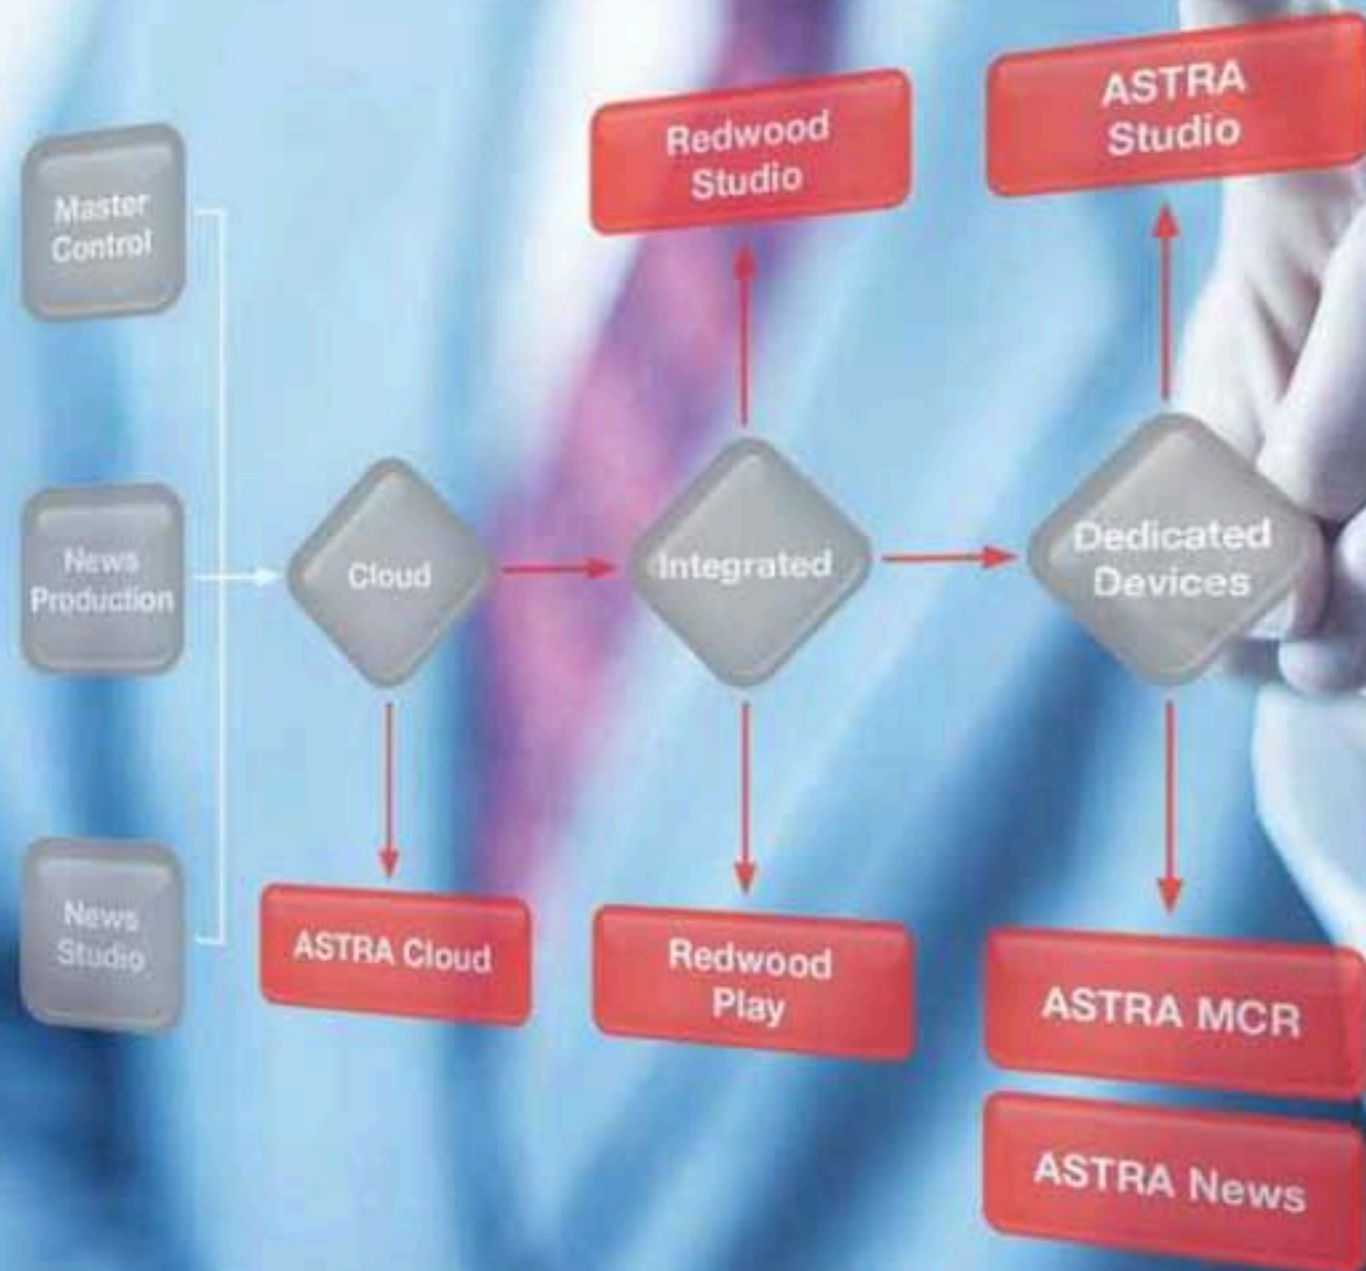 Master
Control
News
Production
News
Studio
Cloud
ASTRA Cloud
Redwood
Studio
Integrated
Redwood
Play
ASTRA
Studio
Dedicated
Devices
ASTRA MCR
ASTRA News